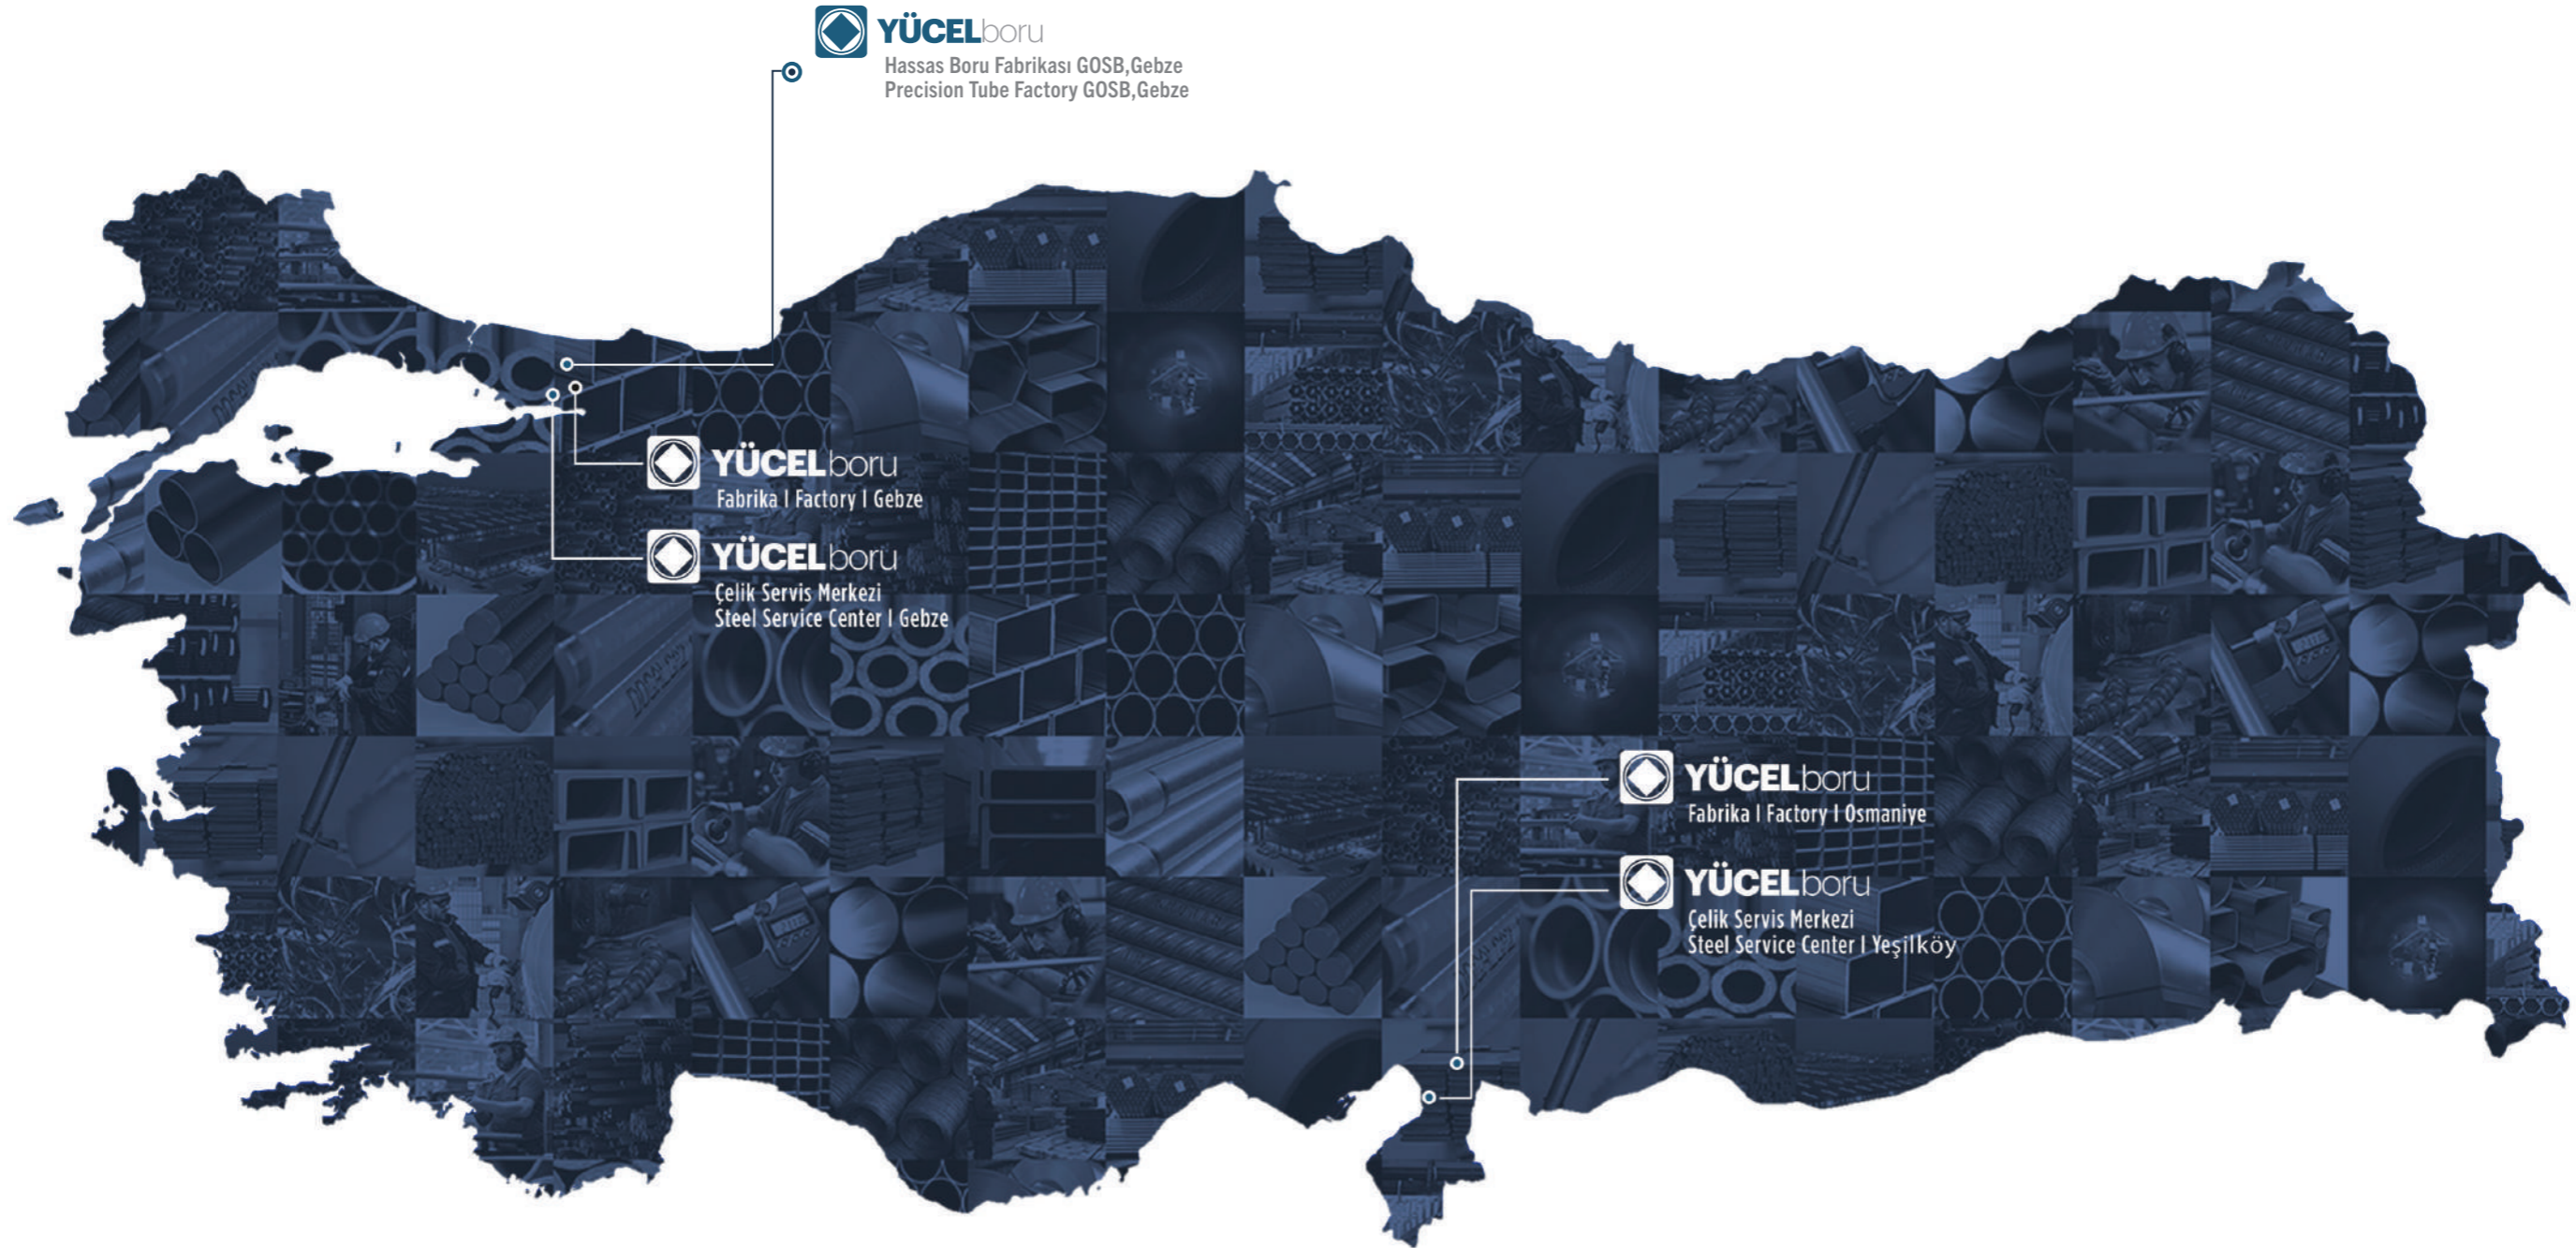 YÜCELboru
Hassas Boru Fabrikası GOSB,Gebze
Precision Tube Factory GOSB,Gebze
YÜCELboru
Fabrika I Factory I Gebze
YÜCELboru
Çelik Servis Merkezi
Steel Service Center I Gebze
YÜCELboru
Fabrika I Factory I Osmaniye
YÜCELboru
Çelik Servis Merkezi
Steel Service Center I Yeşilköy